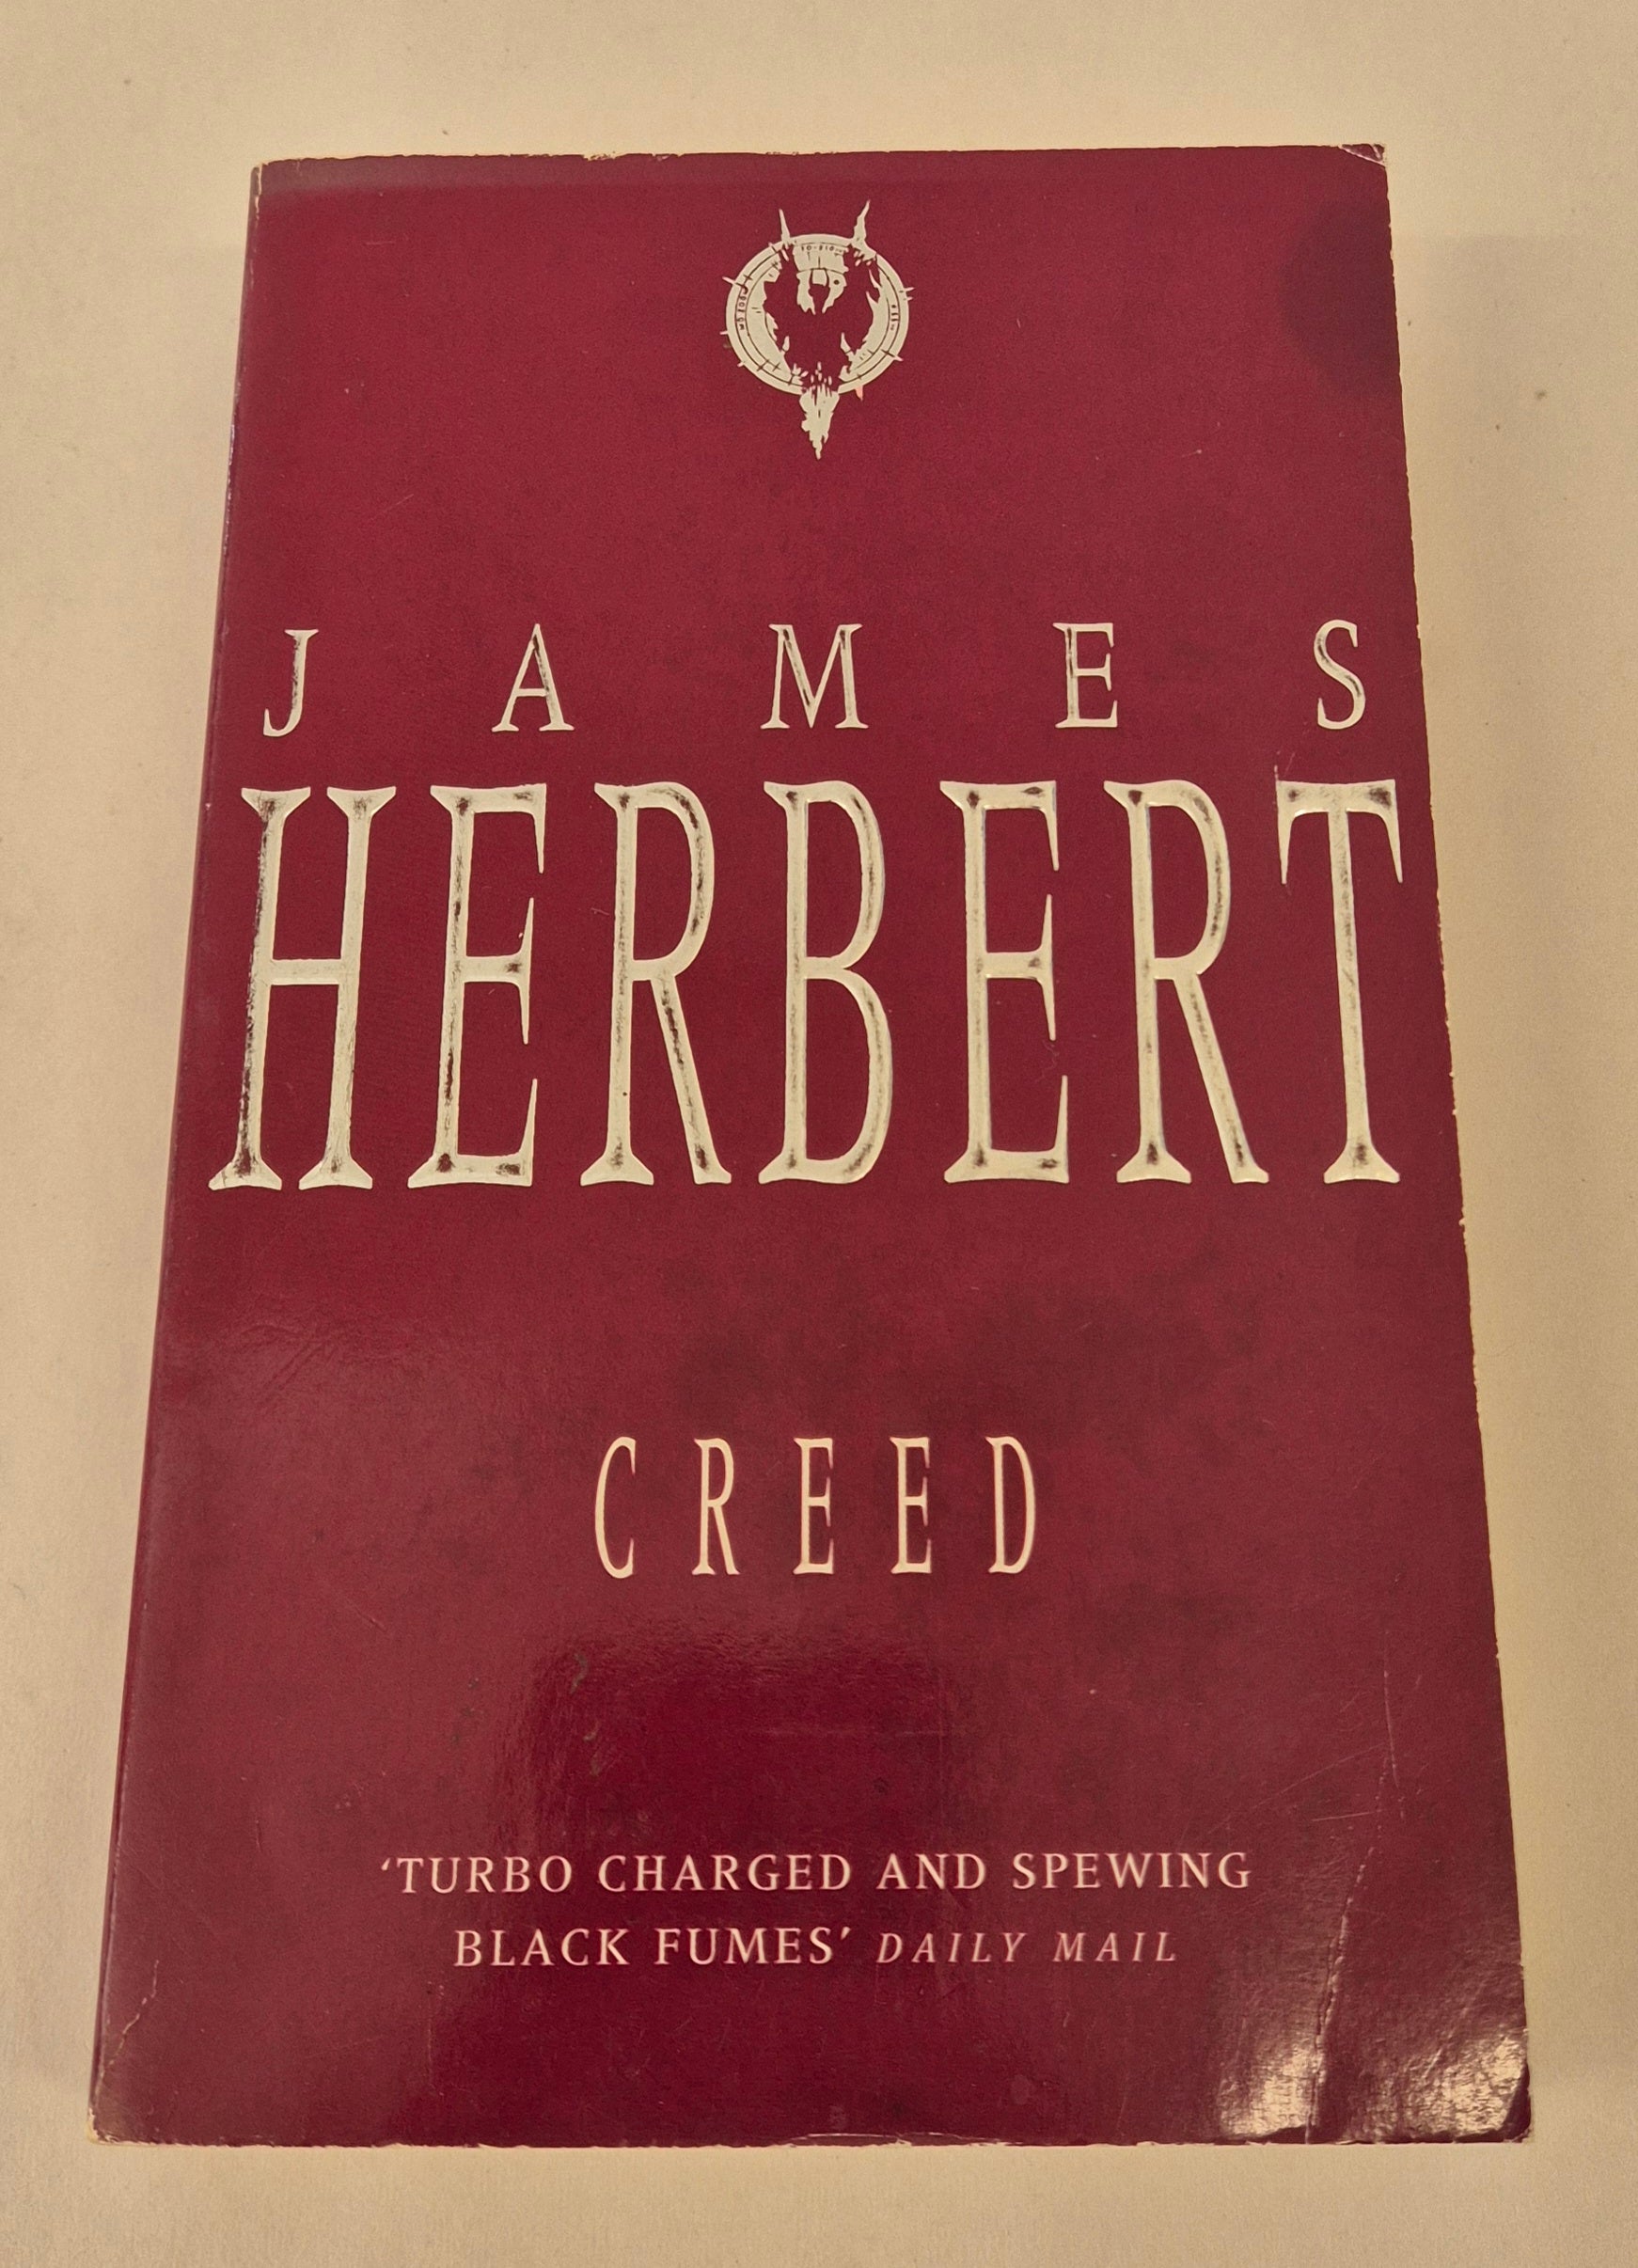 JAMES
HERBERT
CREED
‘TURBO CHARGED AND SPEWING
BLACK FUMES’ DAILY MAIL